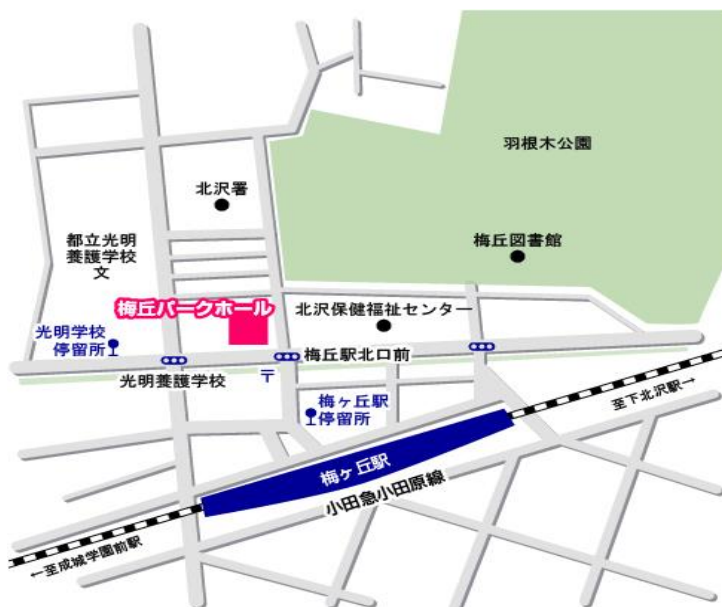 羽根木公園
北沢署
梅丘図書館
都立光明
養護学校
文
梅丘パークホール
北沢保健福祉センター
光明学校
停留所
梅丘駅北口前
光明養護学校
〒
梅ヶ丘駅
停留所
至下北沢駅→
梅ヶ丘駅
小田急小田原線
←至成城学園前駅